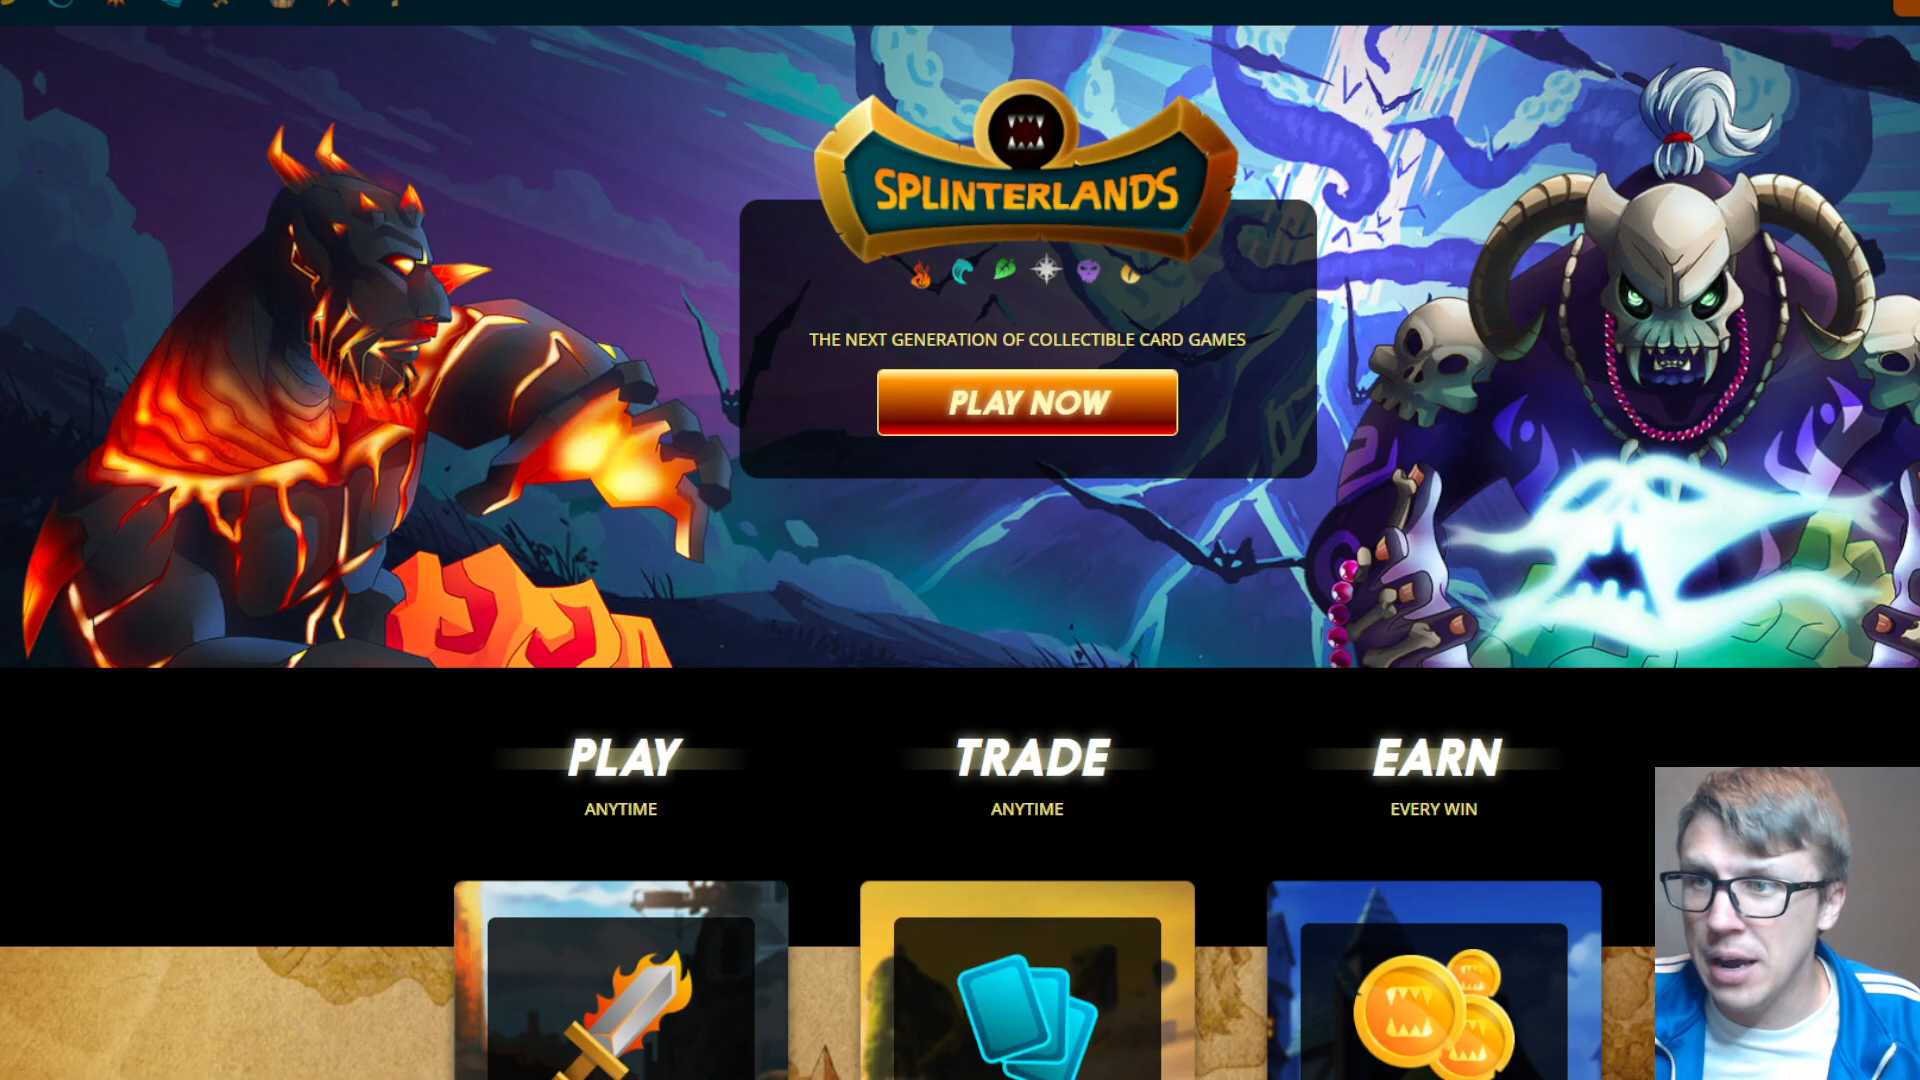 SPLINTERLANDS
THE NEXT GENERATION OF COLLECTIBLE CARD GAMES
PLAY NOW
PLAY
ANYTIME
TRADE
ANYTIME
EARN
EVERY WIN